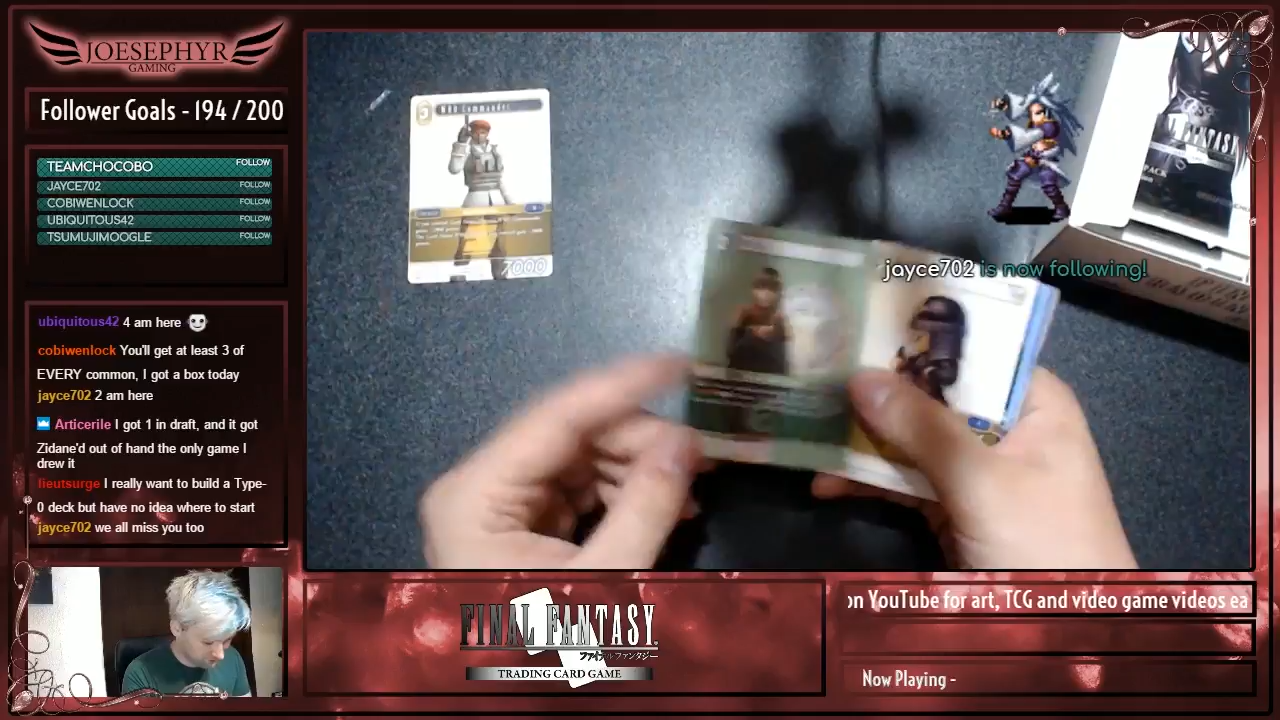 JOESEPHYR
GAMING
Follower Goals - 194 / 200
TEAMCHOCOBO FOLLOW
JAYCE702 FOLLOW
COBIWENLOCK FOLLOW
UBIQUITOUS42 FOLLOW
TSUMUJIMOOGLE FOLLOW
ubiquitous42 4 am here
cobiwenlock You'll get at least 3 of
EVERY common, I got a box today
jayce702 2 am here
Articerile I got 1 in draft, and it got
Zidane'd out of hand the only game I
drew it
lieutsurge I really want to build a Type-
0 deck but have no idea where to start
jayce702 we all miss you too
Commander
7000
jayce702 is now following!
FANTASY
PACK
FINAL FANTASY
ファイナルファンタジー
TRADING CARD GAME
on YouTube for art, TCG and video game videos ea
Now Playing -